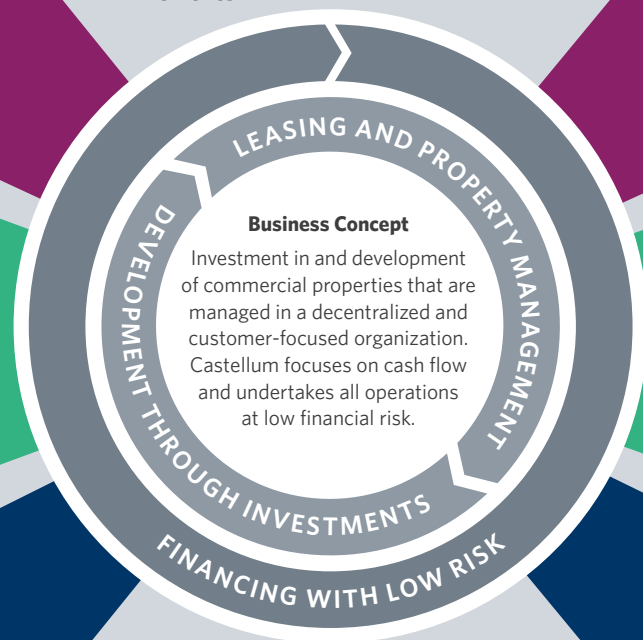 LEASING AND PROPERTY MANAGEMENT
DEVELOPMENT THROUGH INVESTMENTS
Business Concept
Investment in and development
of commercial properties that are
managed in a decentralized and
customer-focused organization.
Castellum focuses on cash flow
and undertakes all operations
at low financial risk.
FINANCING WITH LOW RISK